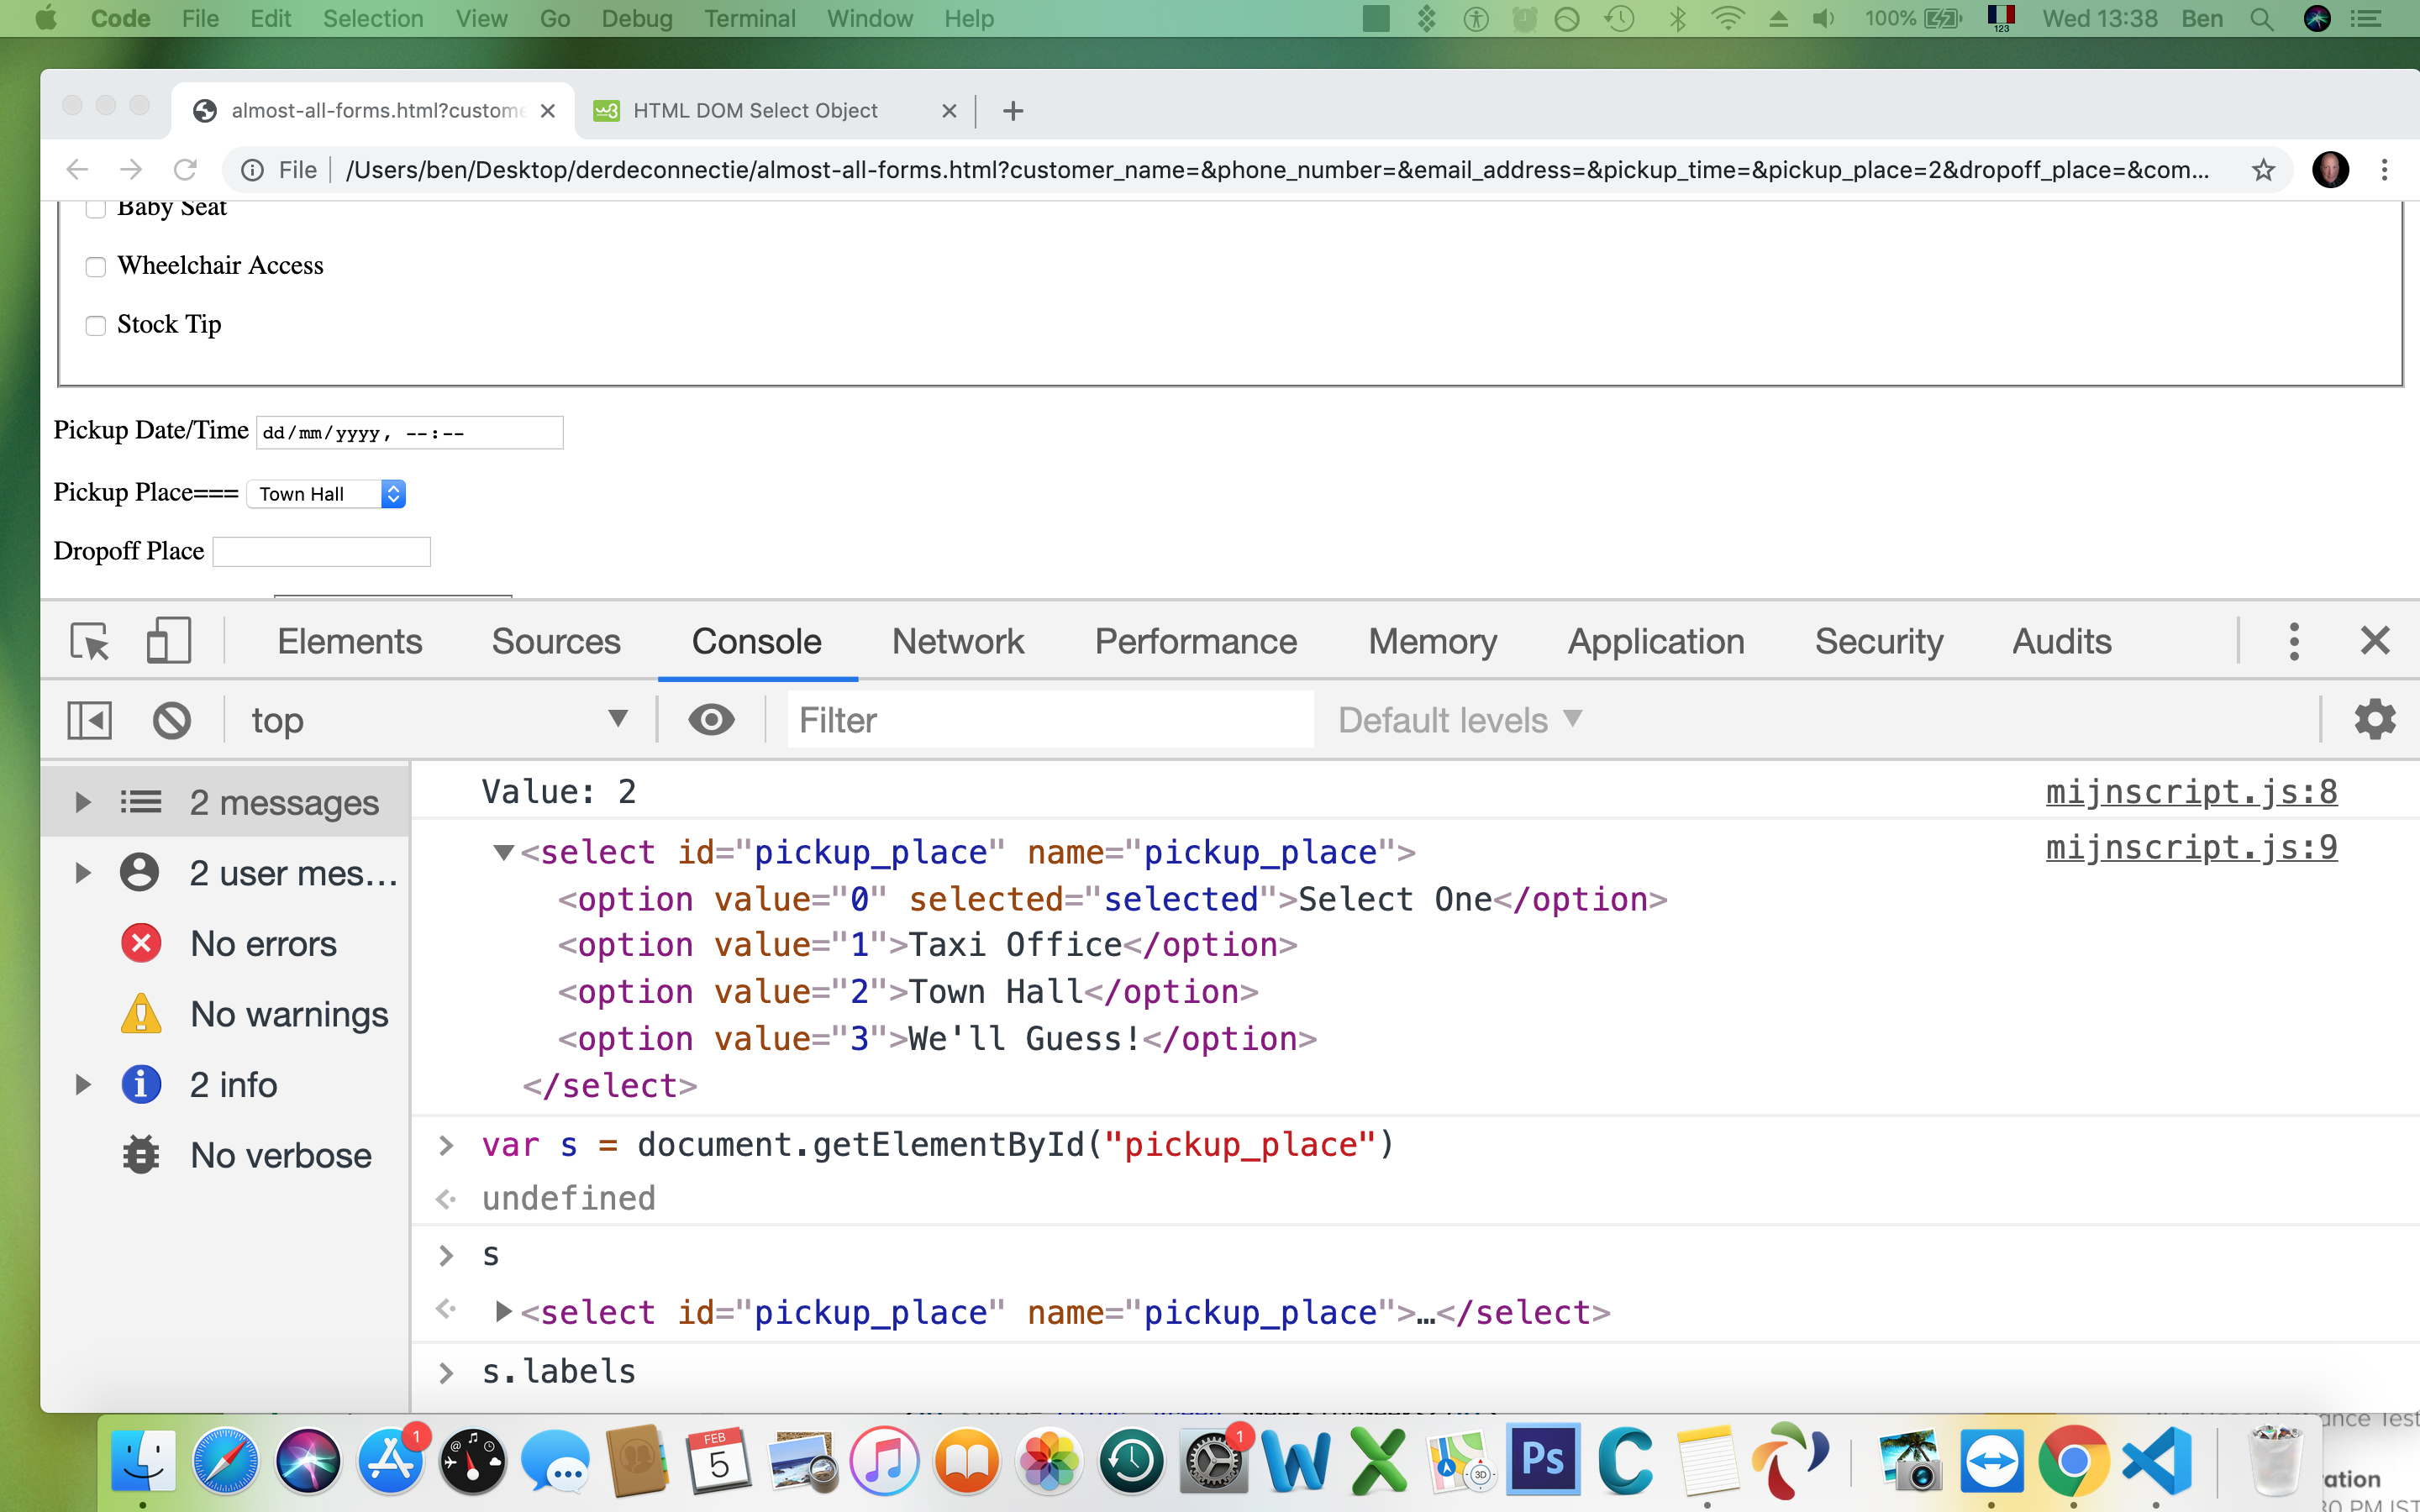 Code File Edit Selection View Go Debug Terminal Window Help 100% 123 Wed 13:38 Ben
almost-all-forms.html?custome HTML DOM Select Object
File /Users/ben/Desktop/derdeconnectie/almost-all-forms.html?customer_name=&phone_number=&email_address=&pickup_time=&pickup_place=2&dropoff_place=&com...
Baby Seat
Wheelchair Access
Stock Tip
Pickup Date/Time dd/mm/yyyy, --:--
Pickup Place=== Town Hall
Dropoff Place
Elements Sources Console Network Performance Memory Application Security Audits
top Filter Default levels
2 messages
2 user mes...
No errors
No warnings
2 info
No verbose
Value: 2 mijnscript.js:8
<select id="pickup_place" name="pickup_place"> mijnscript.js:9
<option value="0" selected="selected">Select One</option>
<option value="1">Taxi Office</option>
<option value="2">Town Hall</option>
<option value="3">We'll Guess!</option>
</select>
> var s = document.getElementById("pickup_place")
undefined
> s
<select id="pickup_place" name="pickup_place">…</select>
> s.labels
1 FEB 5 1 3D Ps